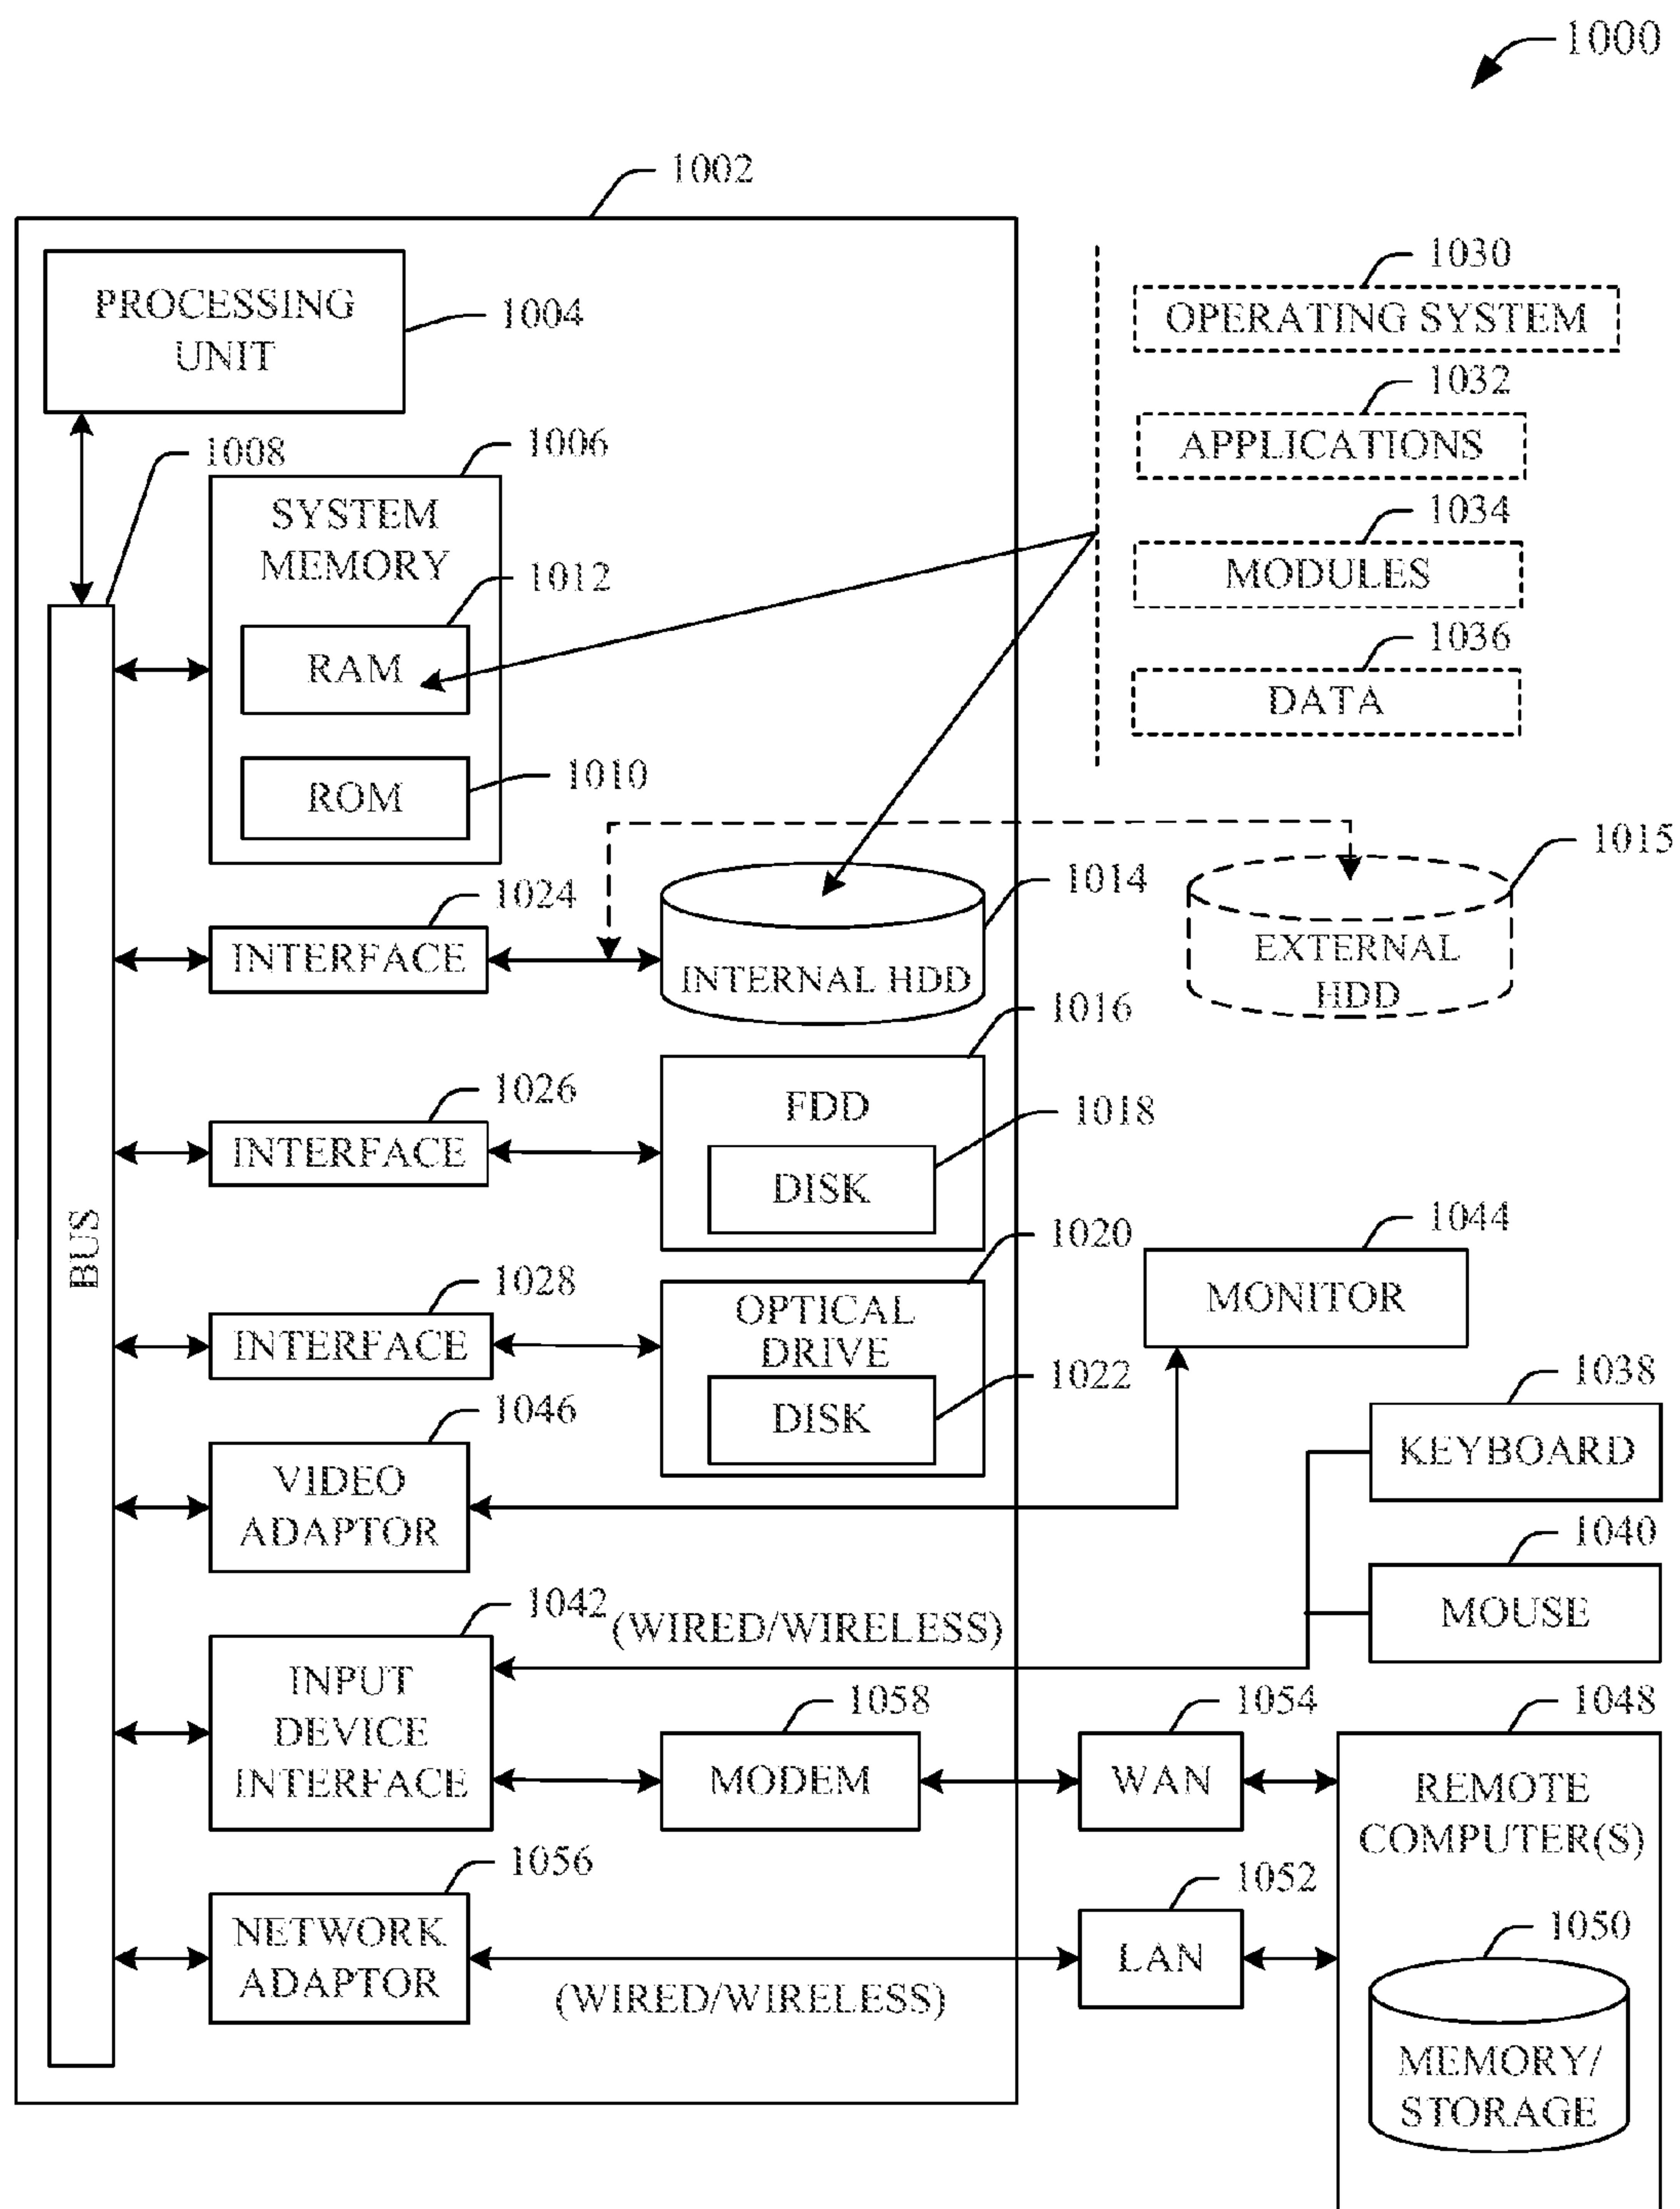 1000
1002
PROCESSING
UNIT
1004
1030
OPERATING SYSTEM
1032
APPLICATIONS
1034
MODULES
1036
DATA
1008
1006
SYSTEM
MEMORY
1012
RAM
1010
ROM
1015
EXTERNAL
HDD
1024
INTERFACE
1014
INTERNAL HDD
1016
FDD
1018
DISK
1026
INTERFACE
BUS
1020
OPTICAL
DRIVE
1022
DISK
1028
INTERFACE
1044
MONITOR
1046
VIDEO
ADAPTOR
1038
KEYBOARD
1040
MOUSE
1042
(WIRED/WIRELESS)
INPUT
DEVICE
INTERFACE
1058
MODEM
1054
WAN
1048
REMOTE
COMPUTER(S)
1056
NETWORK
ADAPTOR
(WIRED/WIRELESS)
1052
LAN
1050
MEMORY/
STORAGE